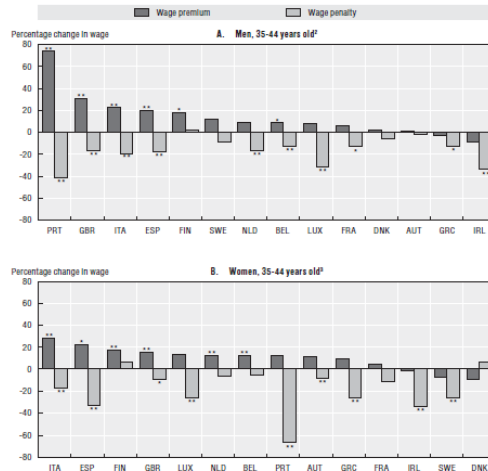 Wage premium Wage penalty
Percentage change in wage A. Men, 35-44 years old²
80
60
40
20
0
-20
-40
-60
-80
** ** ** ** * *
** ** ** ** ** ** ** * * **
PRT GBR ITA ESP FIN SWE NLD BEL LUX FRA DNK AUT GRC IRL
Percentage change in wage B. Women, 35-44 years old³
80
60
40
20
0
-20
-40
-60
-80
** * ** ** ** **
** ** * ** ** ** ** ** **
ITA ESP FIN GBR LUX NLD BEL PRT AUT GRC FRA IRL SWE DNK